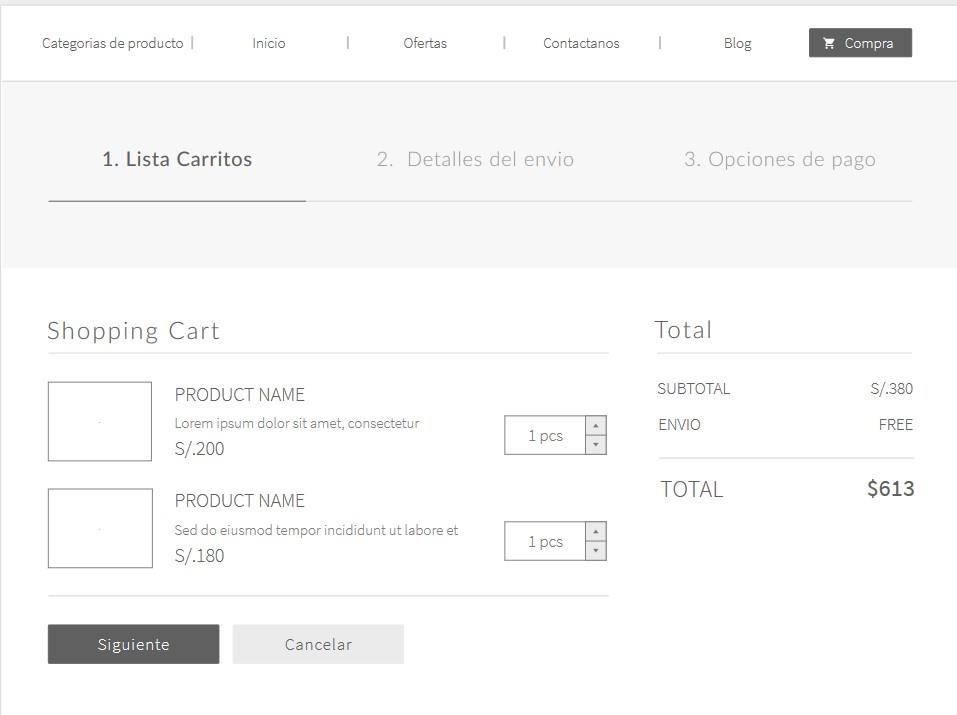 Categorias de producto | Inicio | Ofertas | Contactanos | Blog Compra
1. Lista Carritos 2. Detalles del envio 3. Opciones de pago
Shopping Cart
PRODUCT NAME
Lorem ipsum dolor sit amet, consectetur
S/.200
1 pcs
PRODUCT NAME
Sed do eiusmod tempor incididunt ut labore et
S/.180
1 pcs
Siguiente Cancelar
Total
SUBTOTAL S/.380
ENVIO FREE
TOTAL $613